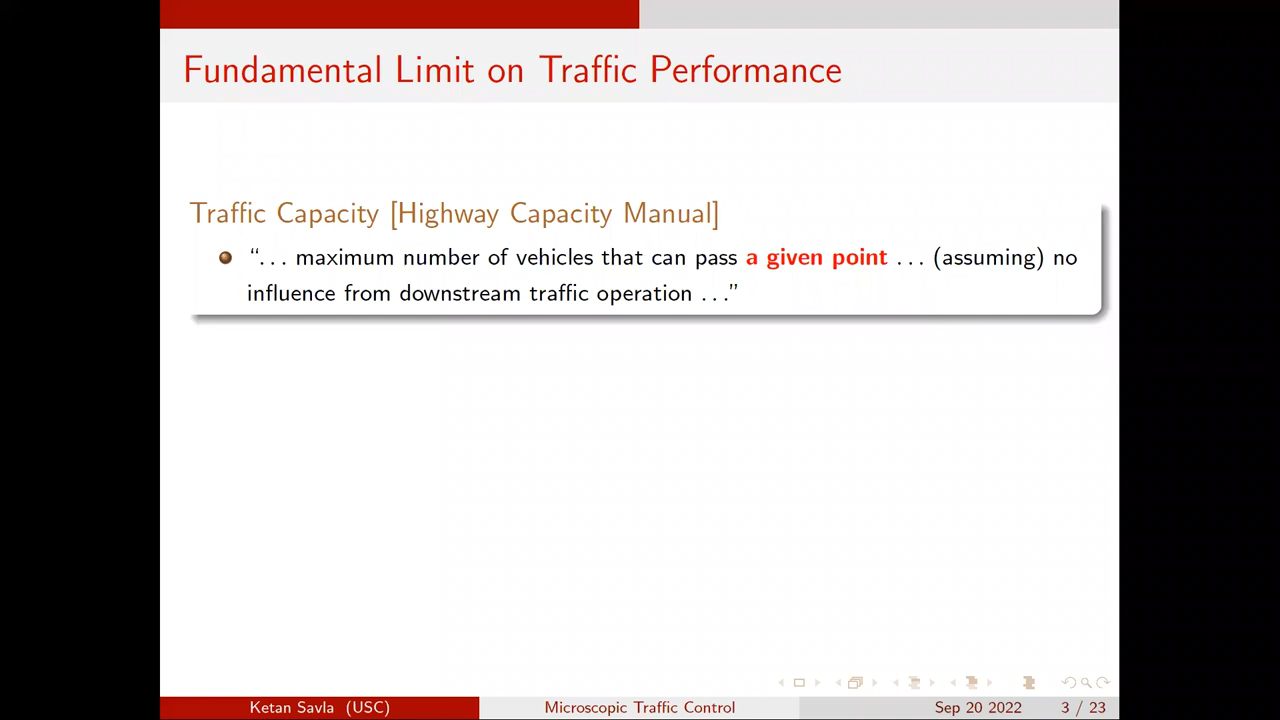 Fundamental Limit on Traffic Performance
Traffic Capacity [Highway Capacity Manual]
“. . . maximum number of vehicles that can pass a given point . . . (assuming) no
influence from downstream traffic operation . . .”
Ketan Savla (USC) Microscopic Traffic Control Sep 20 2022 3 / 23